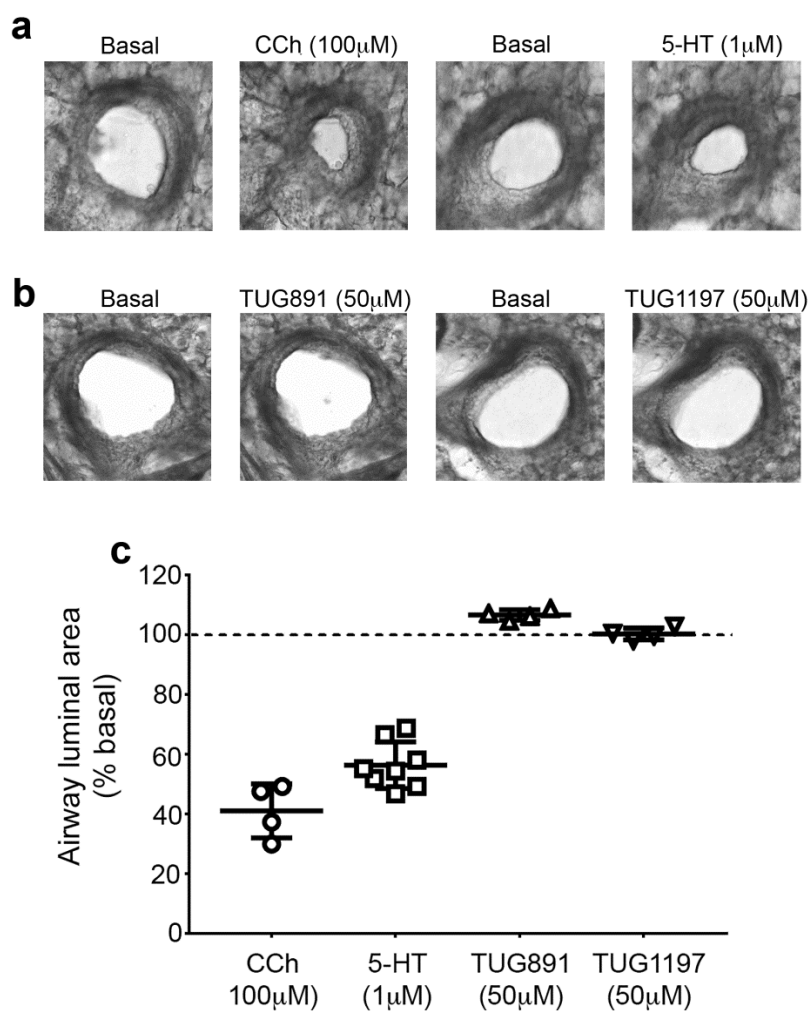 a
Basal
CCh (100μM)
Basal
5-HT (1μM)
b
Basal
TUG891 (50μM)
Basal
TUG1197 (50μM)
c
Airway luminal area
(% basal)
120
100
80
60
40
20
0
CCh
100μM)
5-HT
(1μM)
TUG891
(50μM)
TUG1197
(50μM)